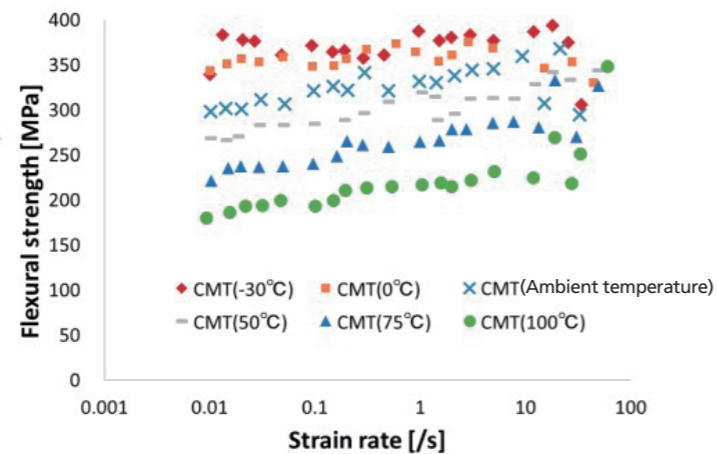 400
350
300
250
200
150
100
50
0
Flexural strength [MPa]
CMT(-30℃) CMT(0℃) CMT(Ambient temperature)
CMT(50℃) CMT(75℃) CMT(100℃)
0.001 0.01 0.1 1 10 100
Strain rate [/s]